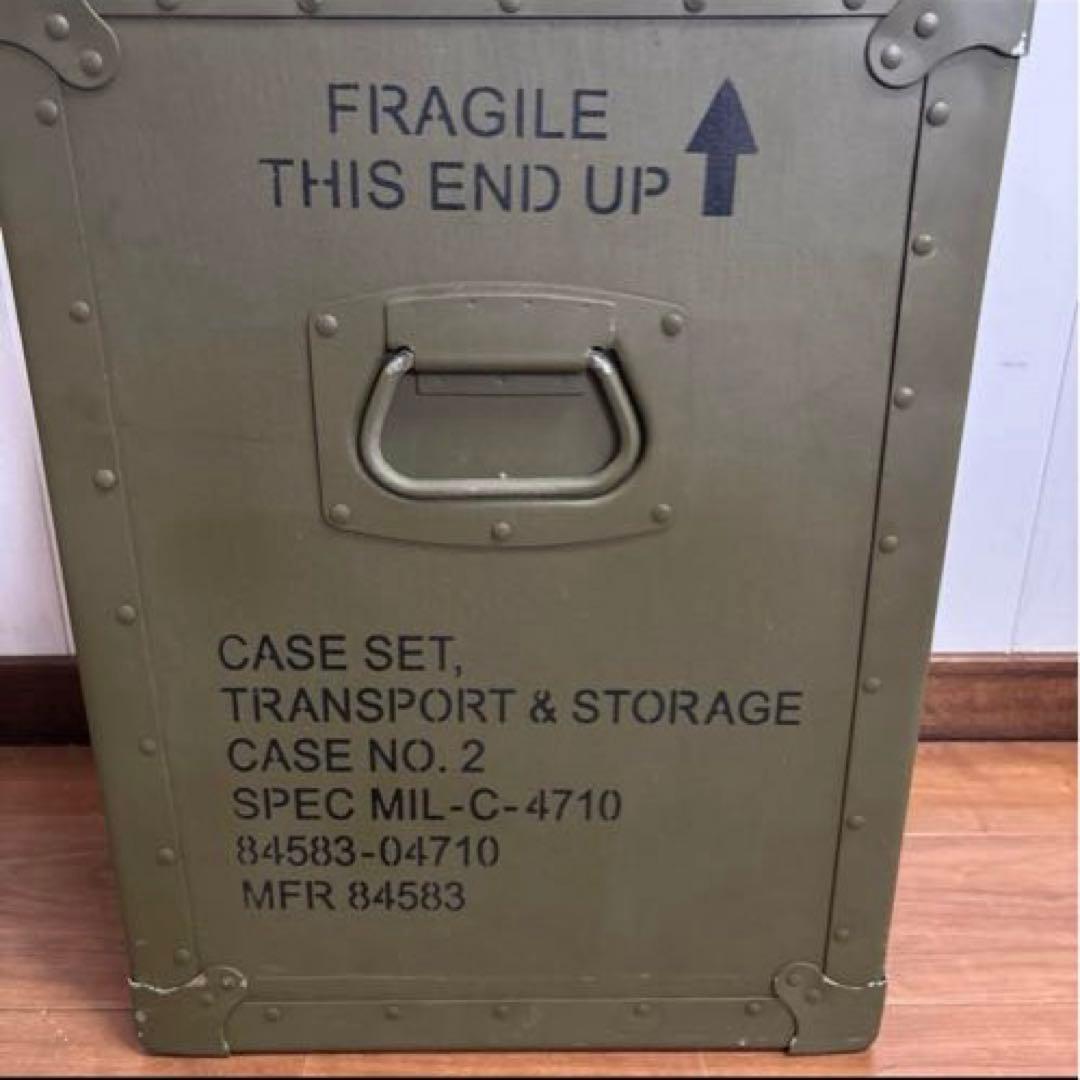 FRAGILE
THIS END UP
CASE SET,
TRANSPORT & STORAGE
CASE NO. 2
SPEC MIL-C-4710
84583-04710
MFR 84583